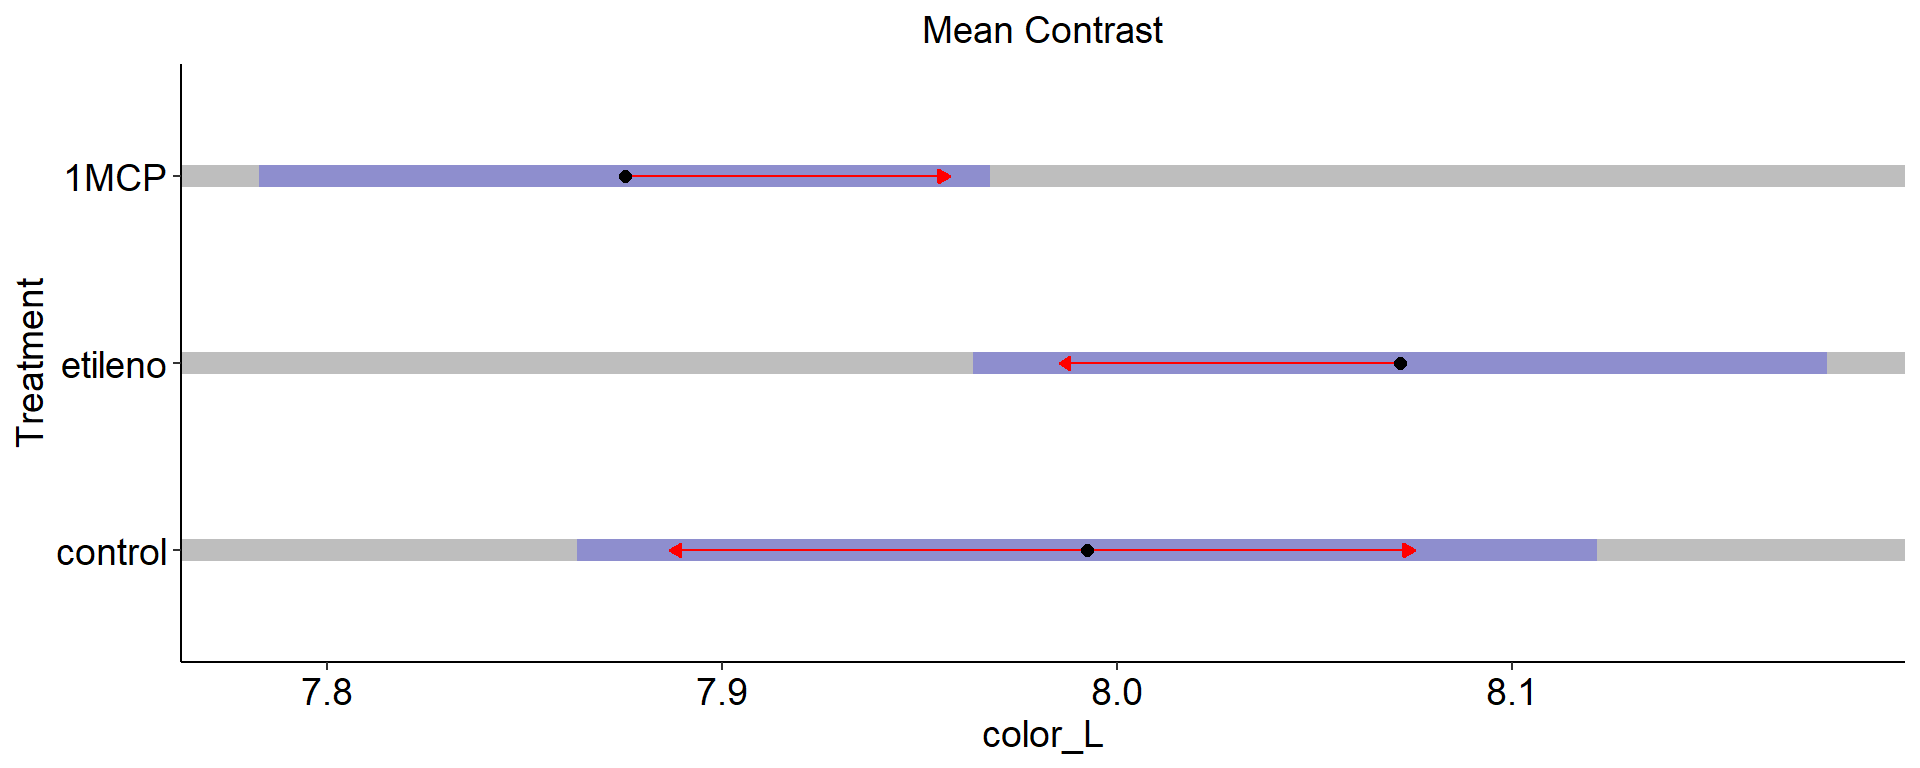 Mean Contrast
1MCP
etileno
control
Treatment
7.8 7.9 8.0 8.1
color_L